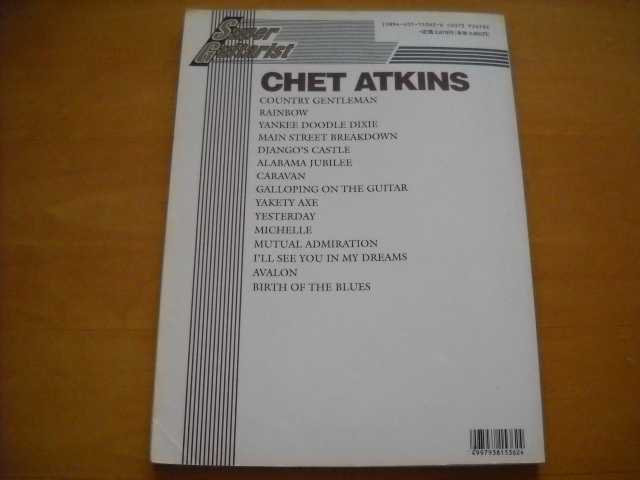 Super
Guitarist
CHET ATKINS
COUNTRY GENTLEMAN
RAINBOW
YANKEE DOODLE DIXIE
MAIN STREET BREAKDOWN
DJANGO'S CASTLE
ALABAMA JUBILEE
CARAVAN
GALLOPING ON THE GUITAR
YAKETY AXE
YESTERDAY
MICHELLE
MUTUAL ADMIRATION
I'LL SEE YOU IN MY DREAMS
AVALON
BIRTH OF THE BLUES
4997938153624